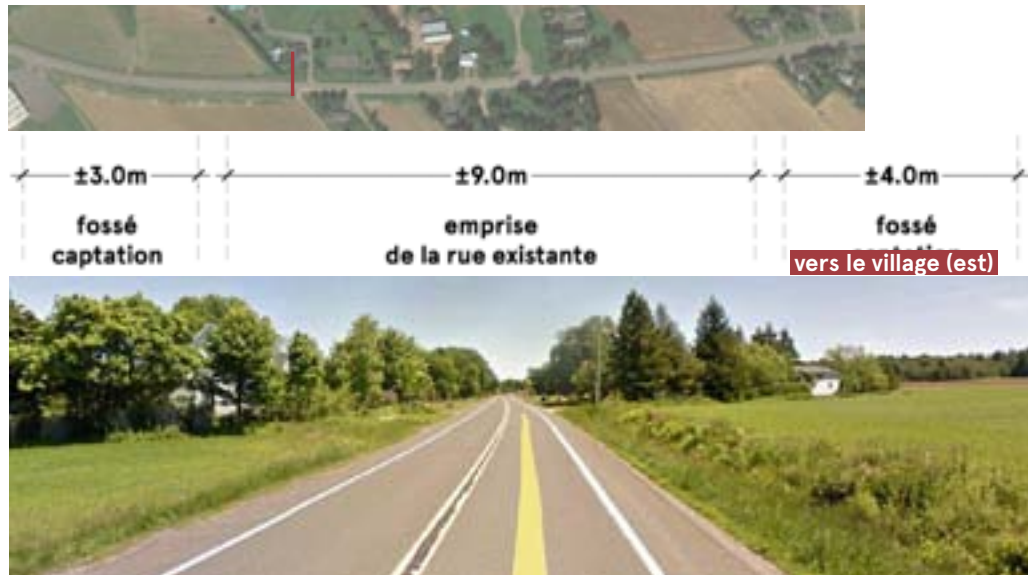 ±3.0m
±9.0m
±4.0m
fossé
captation
emprise
de la rue existante
fossé
vers le village (est)